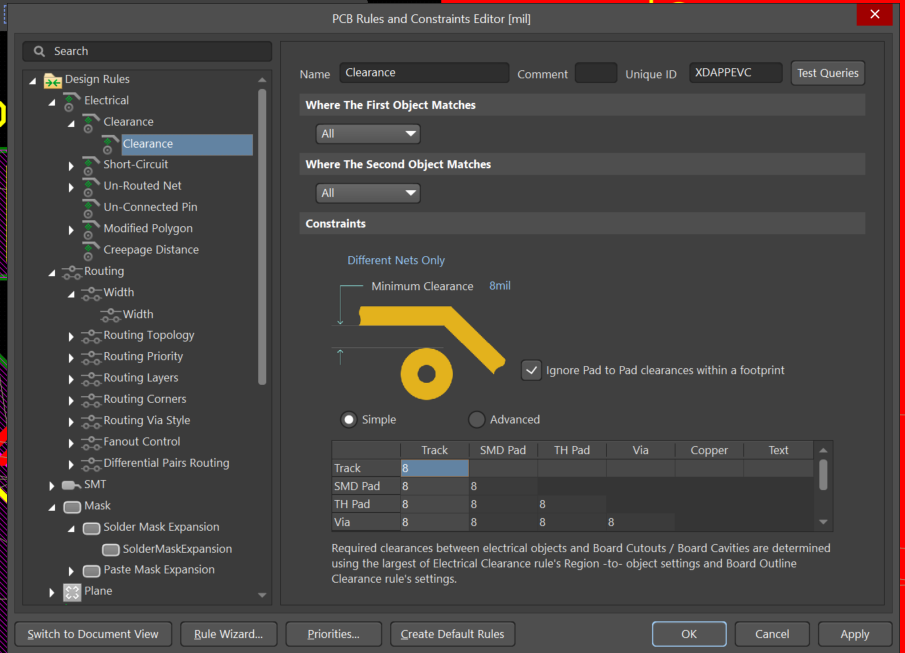 PCB Rules and Constraints Editor [mil]
Search
Design Rules
Electrical
Clearance
Clearance
Short-Circuit
Un-Routed Net
Un-Connected Pin
Modified Polygon
Creepage Distance
Routing
Width
Width
Routing Topology
Routing Priority
Routing Layers
Routing Corners
Routing Via Style
Fanout Control
Differential Pairs Routing
SMT
Mask
Solder Mask Expansion
SolderMaskExpansion
Paste Mask Expansion
Plane
Name Clearance Comment Unique ID XDAPPEVC Test Queries
Where The First Object Matches
All
Where The Second Object Matches
All
Constraints
Different Nets Only
Minimum Clearance 8mil
Ignore Pad to Pad clearances within a footprint
Simple Advanced
Track SMD Pad TH Pad Via Copper Text
Track 8
SMD Pad 8 8
TH Pad 8 8 8
Via 8 8 8 8
Required clearances between electrical objects and Board Cutouts / Board Cavities are determined
using the largest of Electrical Clearance rule's Region -to- object settings and Board Outline
Clearance rule's settings.
Switch to Document View Rule Wizard... Priorities... Create Default Rules OK Cancel Apply